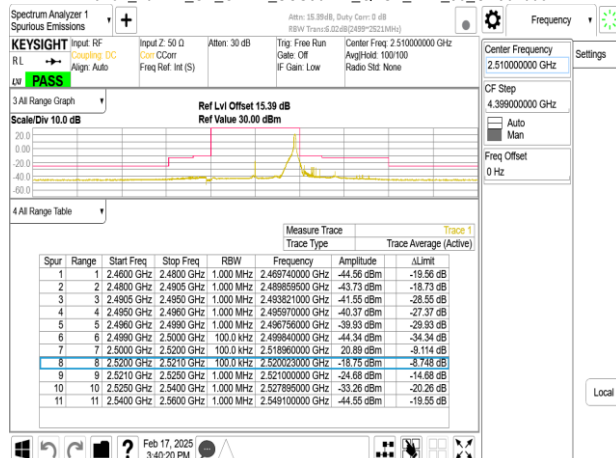 Spectrum Analyzer 1
Spurious Emissions
Attn: 15.39dB, Duty Corr: 0 dB
RBW Trans:6.02dB(2499~2521MHz)
Frequency
KEYSIGHT
Input: RF
Coupling: DC
Align: Auto
Input Z: 50 Ω
Corr CCorr
Freq Ref: Int (S)
Atten: 30 dB
Trig: Free Run
Gate: Off
IF Gain: Low
Center Freq: 2.510000000 GHz
Avg|Hold: 100/100
Radio Std: None
RL
LXI
PASS
Center Frequency
2.510000000 GHz
Settings
CF Step
4.399000000 GHz
Auto
Man
Freq Offset
0 Hz
3 All Range Graph
Scale/Div 10.0 dB
Ref Lvl Offset 15.39 dB
Ref Value 30.00 dBm
20.0
0.00
-20.0
-40.0
-60.0
4 All Range Table
Measure Trace Trace 1
Trace Type Trace Average (Active)
Spur Range Start Freq Stop Freq RBW Frequency Amplitude ΔLimit
1 1 2.4600 GHz 2.4800 GHz 1.000 MHz 2.469740000 GHz -44.56 dBm -19.56 dB
2 2 2.4800 GHz 2.4905 GHz 1.000 MHz 2.489859500 GHz -43.73 dBm -18.73 dB
3 3 2.4905 GHz 2.4950 GHz 1.000 MHz 2.493821000 GHz -41.55 dBm -28.55 dB
4 4 2.4950 GHz 2.4960 GHz 1.000 MHz 2.495970000 GHz -40.37 dBm -27.37 dB
5 5 2.4960 GHz 2.4990 GHz 1.000 MHz 2.496756000 GHz -39.93 dBm -29.93 dB
6 6 2.4990 GHz 2.5000 GHz 100.0 kHz 2.499840000 GHz -44.34 dBm -34.34 dB
7 7 2.5000 GHz 2.5200 GHz 100.0 kHz 2.518960000 GHz 20.89 dBm -9.114 dB
8 8 2.5200 GHz 2.5210 GHz 100.0 kHz 2.520023000 GHz -18.75 dBm -8.748 dB
9 9 2.5210 GHz 2.5250 GHz 1.000 MHz 2.521000000 GHz -24.68 dBm -14.68 dB
10 10 2.5250 GHz 2.5400 GHz 1.000 MHz 2.527895000 GHz -33.26 dBm -20.26 dB
11 11 2.5400 GHz 2.5600 GHz 1.000 MHz 2.549100000 GHz -44.55 dBm -19.55 dB
Local
Feb 17, 2025
3:40:20 PM